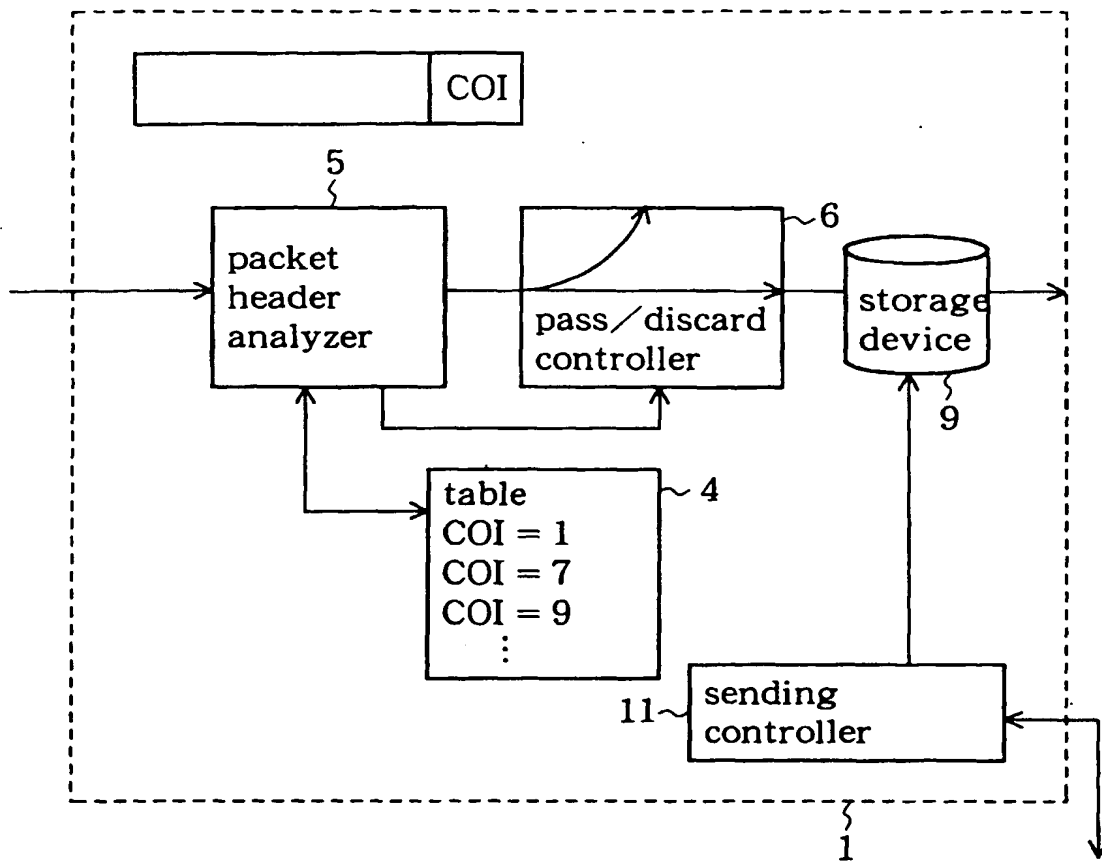 COI
5
6
packet
header
analyzer
pass/discard
controller
storage
device
9
table
COI = 1
COI = 7
COI = 9
⋮
4
11
sending
controller
1